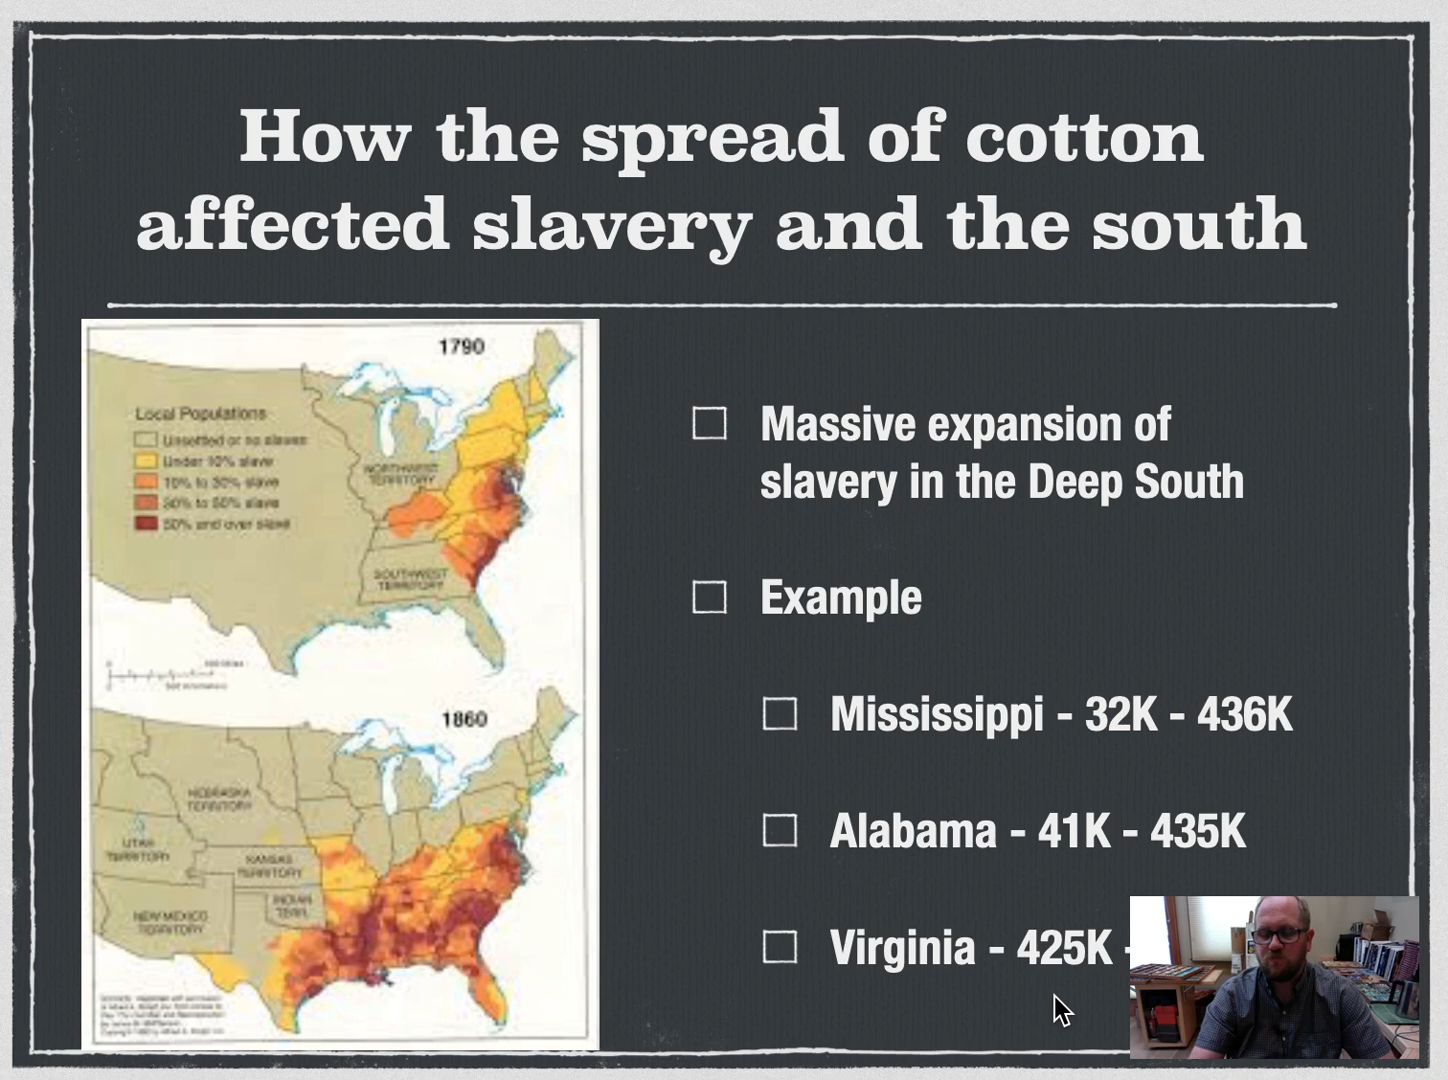 How the spread of cotton
affected slavery and the south
1790
Local Populations
Unsettled or no slaves
Under 10% slave
10% to 30% slave
30% to 50% slave
50% and over slave
NORTHWEST
TERRITORY
SOUTHWEST
TERRITORY
1860
NEBRASKA
TERRITORY
UTAH
TERRITORY
KANSAS
TERRITORY
INDIAN
TERR.
NEW MEXICO
TERRITORY
Massive expansion of
slavery in the Deep South
Example
Mississippi - 32K - 436K
Alabama - 41K - 435K
Virginia - 425K -